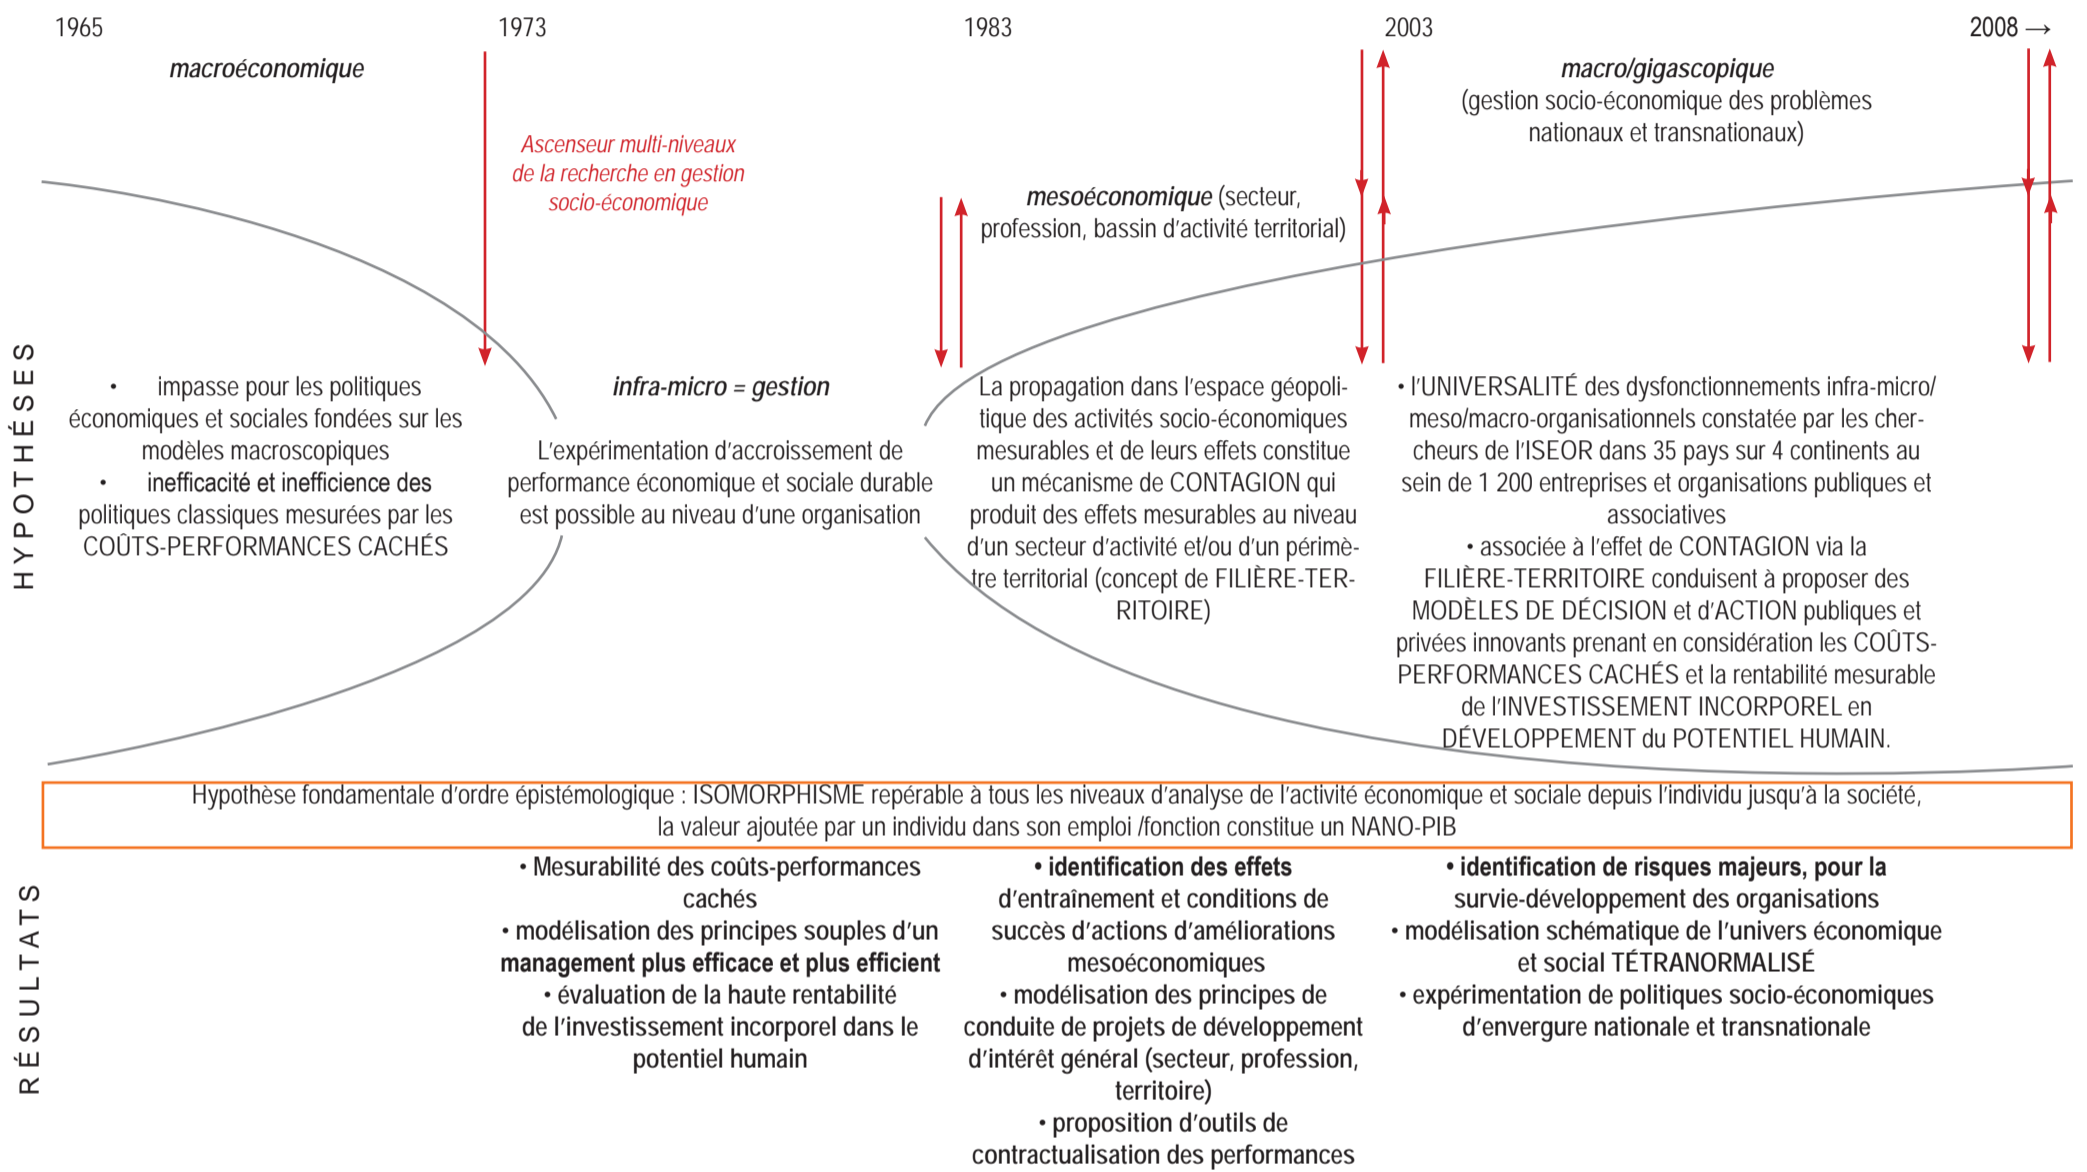 1965
1973
1983
2003
2008 →
macroéconomique
Ascenseur multi-niveaux
de la recherche en gestion
socio-économique
mesoéconomique (secteur,
profession, bassin d'activité territorial)
macro/gigascopique
(gestion socio-économique des problèmes
nationaux et transnationaux)
HYPOTHÉSES
• impasse pour les politiques
économiques et sociales fondées sur les
modèles macroscopiques
• inefficacité et inefficience des
politiques classiques mesurées par les
COÛTS-PERFORMANCES CACHÉS
infra-micro = gestion
L'expérimentation d'accroissement de
performance économique et sociale durable
est possible au niveau d'une organisation
La propagation dans l'espace géopoli-
tique des activités socio-économiques
mesurables et de leurs effets constitue
un mécanisme de CONTAGION qui
produit des effets mesurables au niveau
d'un secteur d'activité et/ou d'un périmè-
tre territorial (concept de FILIÈRE-TER-
RITOIRE)
• l'UNIVERSALITÉ des dysfonctionnements infra-micro/
meso/macro-organisationnels constatée par les cher-
cheurs de l'ISEOR dans 35 pays sur 4 continents au
sein de 1 200 entreprises et organisations publiques et
associatives
• associée à l'effet de CONTAGION via la
FILIÈRE-TERRITOIRE conduisent à proposer des
MODÈLES DE DÉCISION et d'ACTION publiques et
privées innovants prenant en considération les COÛTS-
PERFORMANCES CACHÉS et la rentabilité mesurable
de l'INVESTISSEMENT INCORPOREL en
DÉVELOPPEMENT du POTENTIEL HUMAIN.
Hypothèse fondamentale d'ordre épistémologique : ISOMORPHISME repérable à tous les niveaux d'analyse de l'activité économique et sociale depuis l'individu jusqu'à la société,
la valeur ajoutée par un individu dans son emploi /fonction constitue un NANO-PIB
RÉSULTATS
• Mesurabilité des coûts-performances
cachés
• modélisation des principes souples d'un
management plus efficace et plus efficient
• évaluation de la haute rentabilité
de l'investissement incorporel dans le
potentiel humain
• identification des effets
d'entraînement et conditions de
succès d'actions d'améliorations
mesoéconomiques
• modélisation des principes de
conduite de projets de développement
d'intérêt général (secteur, profession,
territoire)
• proposition d'outils de
contractualisation des performances
• identification de risques majeurs, pour la
survie-développement des organisations
• modélisation schématique de l'univers économique
et social TÉTRANORMALISÉ
• expérimentation de politiques socio-économiques
d'envergure nationale et transnationale